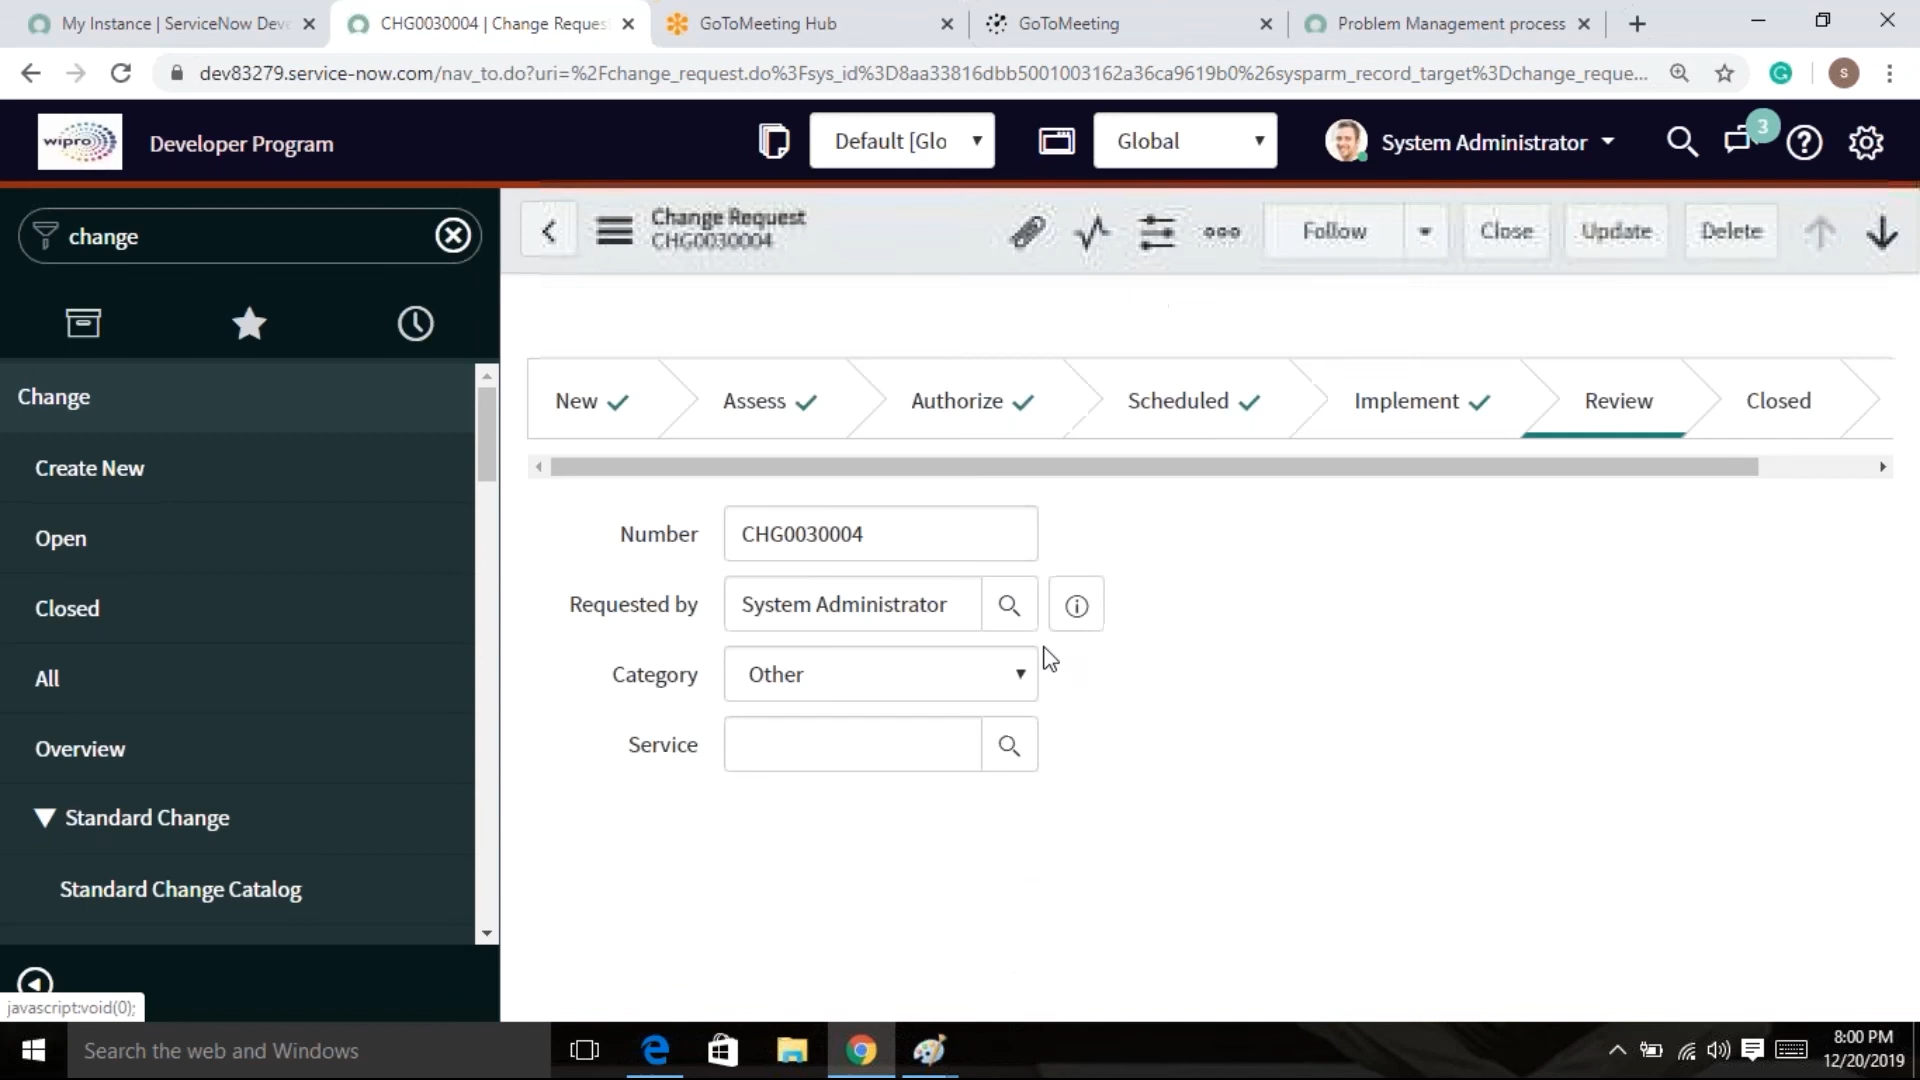 My Instance | ServiceNow Deve
CHG0030004 | Change Reques
GoToMeeting Hub
GoToMeeting
Problem Management process
dev83279.service-now.com/nav_to.do?uri=%2Fchange_request.do%3Fsys_id%3D8aa33816dbb5001003162a36ca9619b0%26sysparm_record_target%3Dchange_reque...
s
wipro
Developer Program
Default [Glo
Global
System Administrator
3
change
Change Request
CHG0030004
Follow
Close
Update
Delete
Change
Create New
Open
Closed
All
Overview
Standard Change
Standard Change Catalog
New
Assess
Authorize
Scheduled
Implement
Review
Closed
Number
CHG0030004
Requested by
System Administrator
Category
Other
Service
javascript:void(0);
Search the web and Windows
8:00 PM
12/20/2019